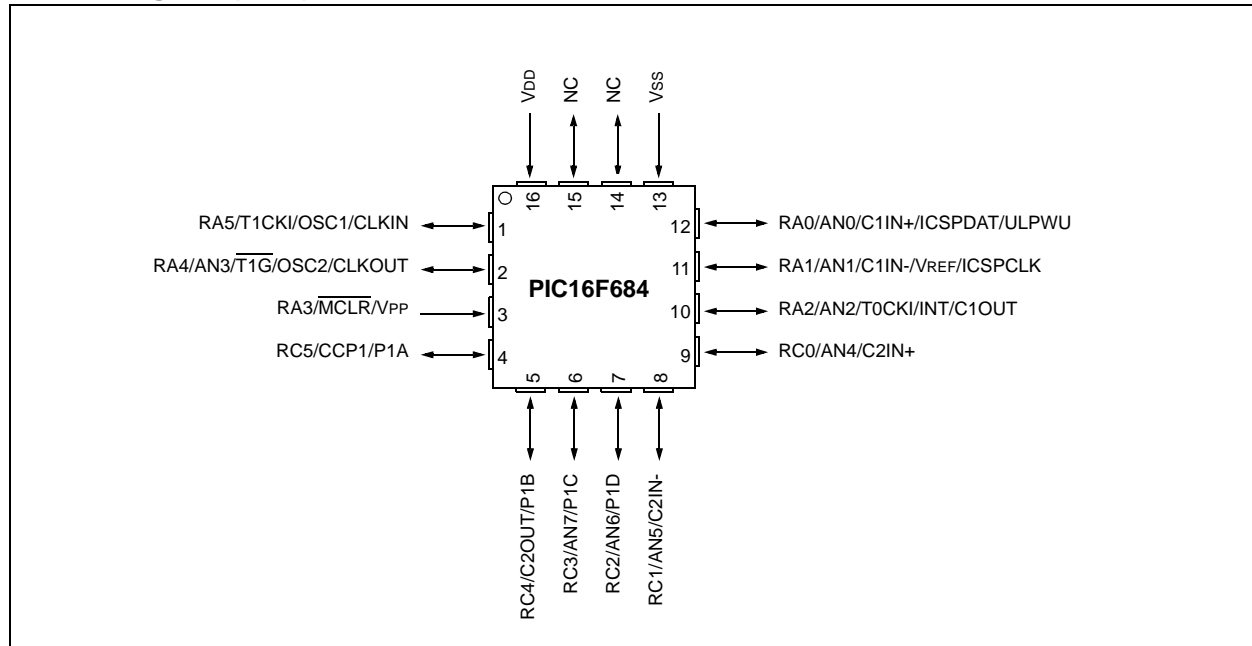 VDD
NC
NC
VSS
16
15
14
13
RA5/T1CKI/OSC1/CLKIN
1
RA4/AN3/T1G/OSC2/CLKOUT
2
RA3/MCLR/VPP
3
RC5/CCP1/P1A
4
PIC16F684
12
RA0/AN0/C1IN+/ICSPDAT/ULPWU
11
RA1/AN1/C1IN-/VREF/ICSPCLK
10
RA2/AN2/T0CKI/INT/C1OUT
9
RC0/AN4/C2IN+
5
6
7
8
RC4/C2OUT/P1B
RC3/AN7/P1C
RC2/AN6/P1D
RC1/AN5/C2IN-